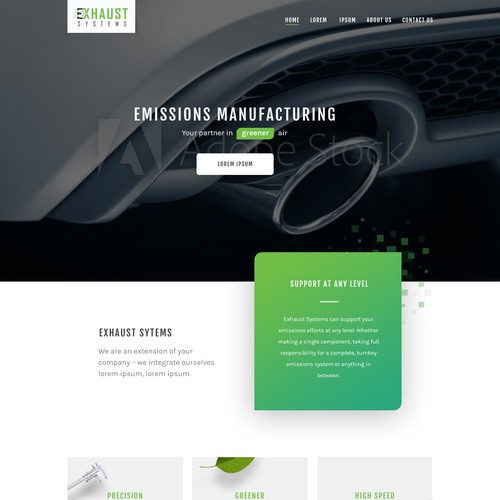 EXHAUST
SYSTEMS
HOME LOREM IPSUM ABOUT US CONTACT US
EMISSIONS MANUFACTURING
Your partner in greener air
Adobe Stock
LOREM IPSUM
SUPPORT AT ANY LEVEL
Exhaust Systems can support your
emissions efforts at any level. Whether
making a single component, taking full
responsibility for a complete, turnkey
emissions system or anything in
between.
EXHAUST SYTEMS
We are an extension of your
company – we integrate ourselves
lorem ipsum, lorem ipsum.
PRECISION GREENER HIGH SPEED